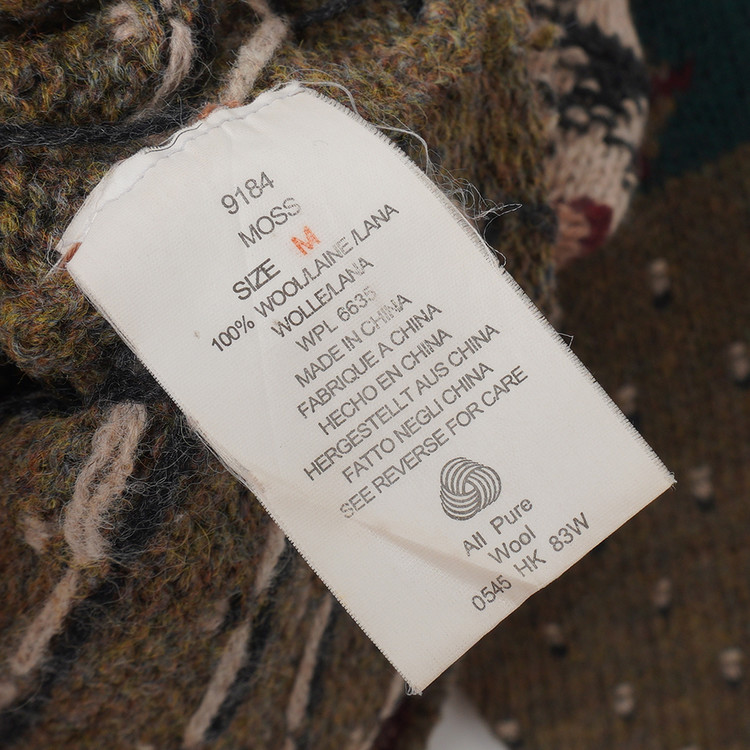 9184
MOSS
SIZE M
100% WOOL/LAINE/LANA
WOLLE/LANA
WPL 6635
MADE IN CHINA
FABRIQUE A CHINA
HECHO EN CHINA
HERGESTELLT AUS CHINA
FATTO NEGLI CHINA
SEE REVERSE FOR CARE
All Pure
Wool
0545 HK 83W